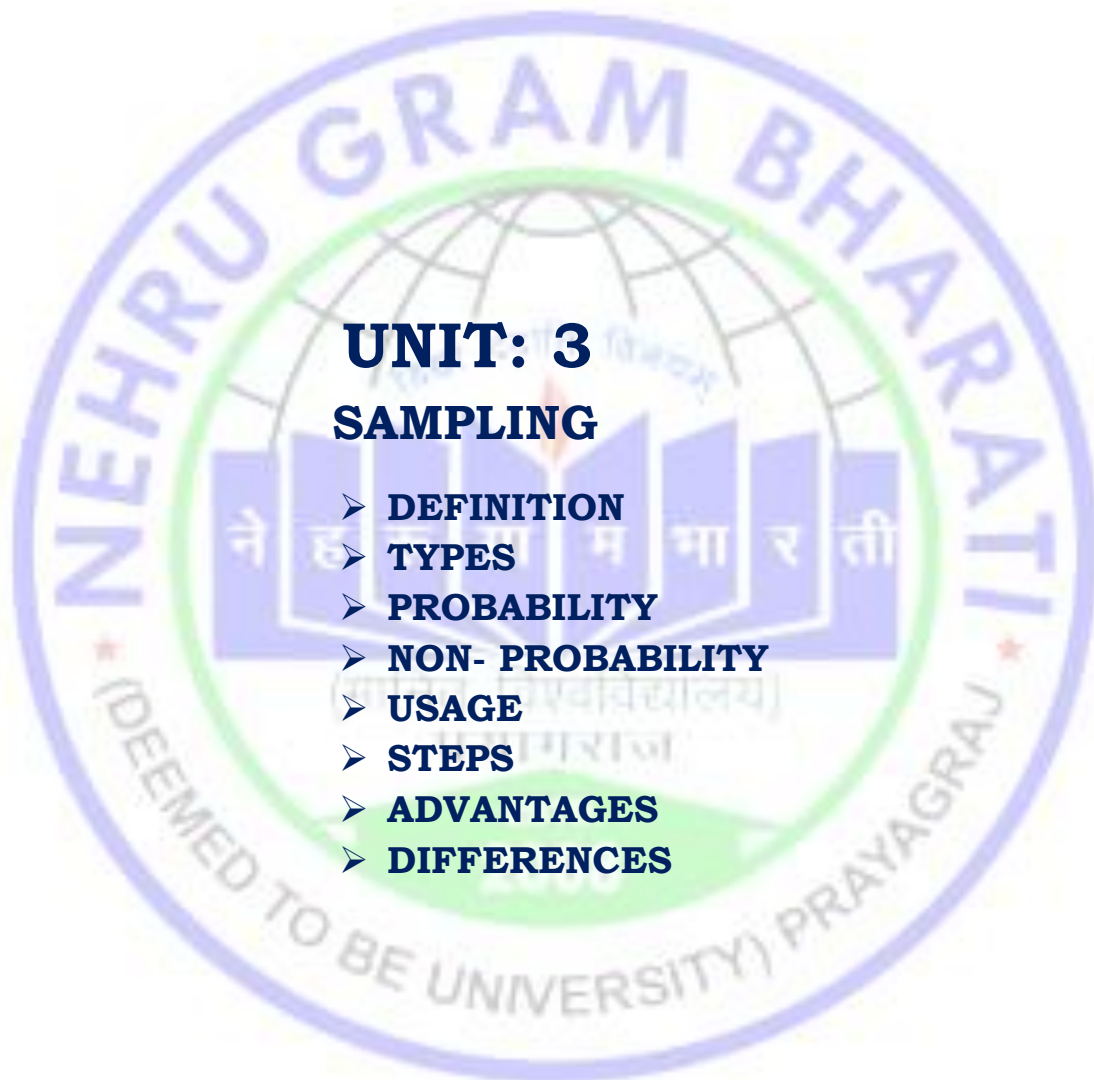 NEHRU GRAM BHARATI
UNIT: 3
SAMPLING
➢ DEFINITION
➢ TYPES
➢ PROBABILITY
➢ NON- PROBABILITY
➢ USAGE
➢ STEPS
➢ ADVANTAGES
➢ DIFFERENCES
(DEEMED TO BE UNIVERSITY) PRAYAGRAJ